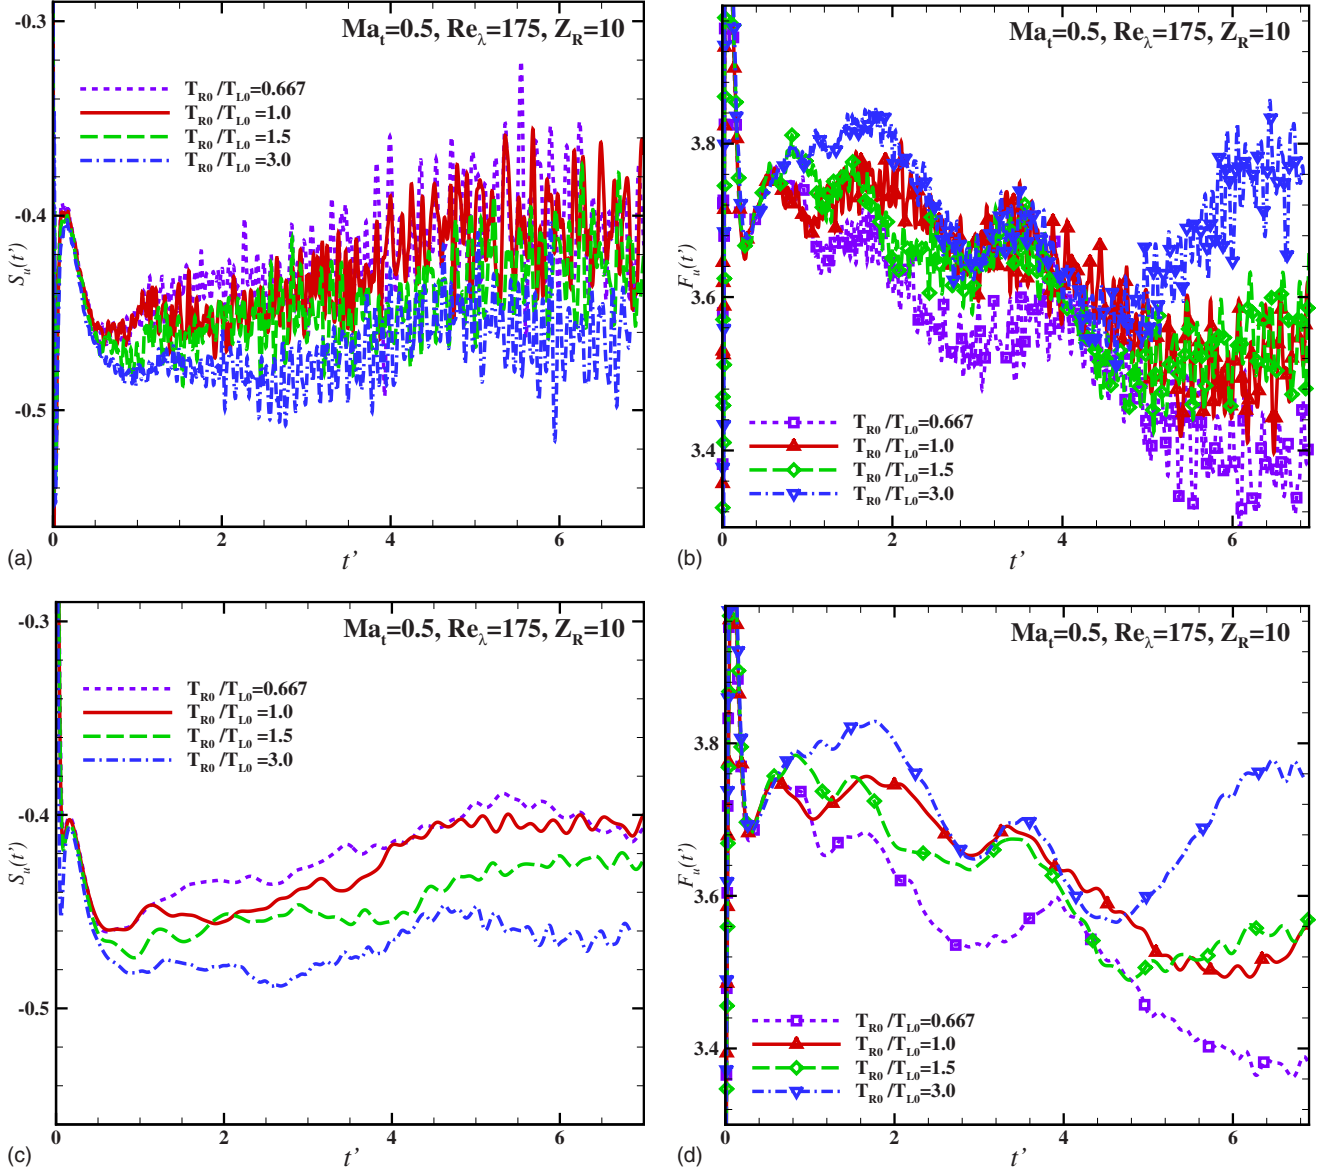 -0.3
-0.4
-0.5
S_u(t')
Ma_t=0.5, Re_λ=175, Z_R=10
T_R0 /T_L0=0.667
T_R0 /T_L0=1.0
T_R0 /T_L0=1.5
T_R0 /T_L0=3.0
0 2 4 6
(a) t'
3.8
3.6
3.4
F_u(t')
Ma_t=0.5, Re_λ=175, Z_R=10
T_R0 /T_L0=0.667
T_R0 /T_L0=1.0
T_R0 /T_L0=1.5
T_R0 /T_L0=3.0
0 2 4 6
(b) t'
-0.3
-0.4
-0.5
S_u(t')
Ma_t=0.5, Re_λ=175, Z_R=10
T_R0 /T_L0=0.667
T_R0 /T_L0=1.0
T_R0 /T_L0=1.5
T_R0 /T_L0=3.0
0 2 4 6
(c) t'
3.8
3.6
3.4
F_u(t')
Ma_t=0.5, Re_λ=175, Z_R=10
T_R0 /T_L0=0.667
T_R0 /T_L0=1.0
T_R0 /T_L0=1.5
T_R0 /T_L0=3.0
0 2 4 6
(d) t'